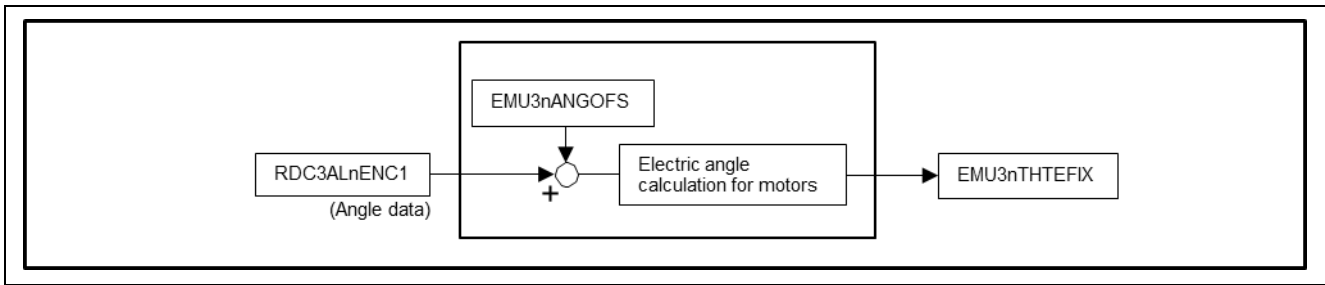 EMU3nANGOFS
RDC3ALnENC1
(Angle data)
+
Electric angle
calculation for motors
EMU3nTHTEFIX